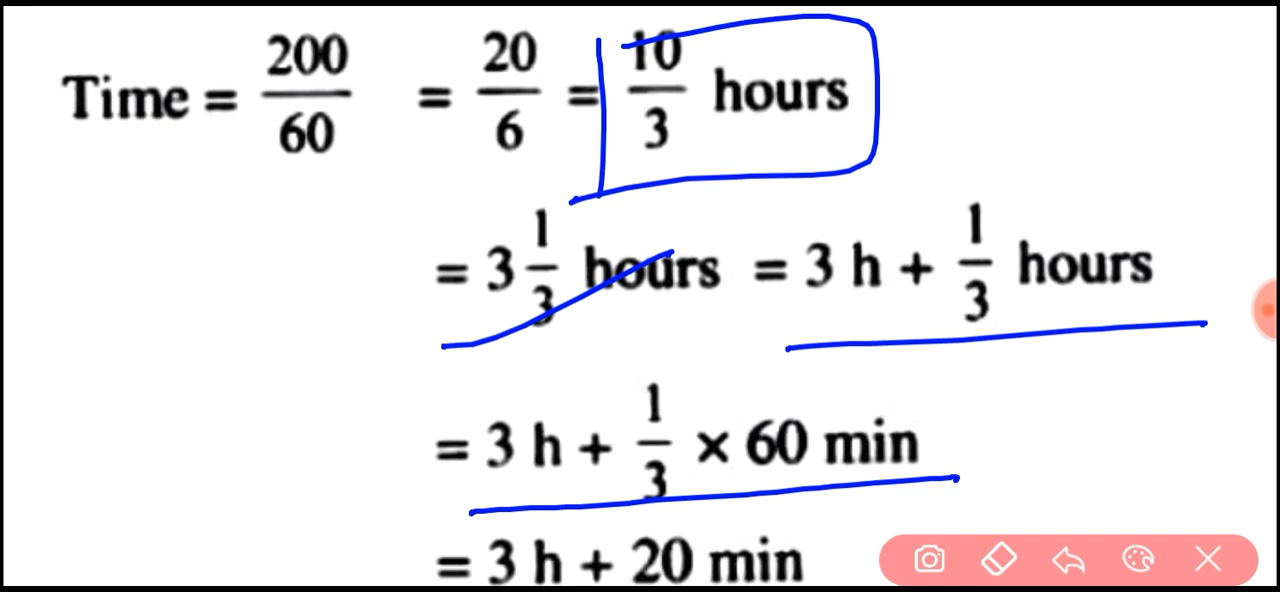 Time = 200/60 = 20/6 = 10/3 hours
= 3 1/3 hours = 3 h + 1/3 hours
= 3 h + 1/3 × 60 min
= 3 h + 20 min